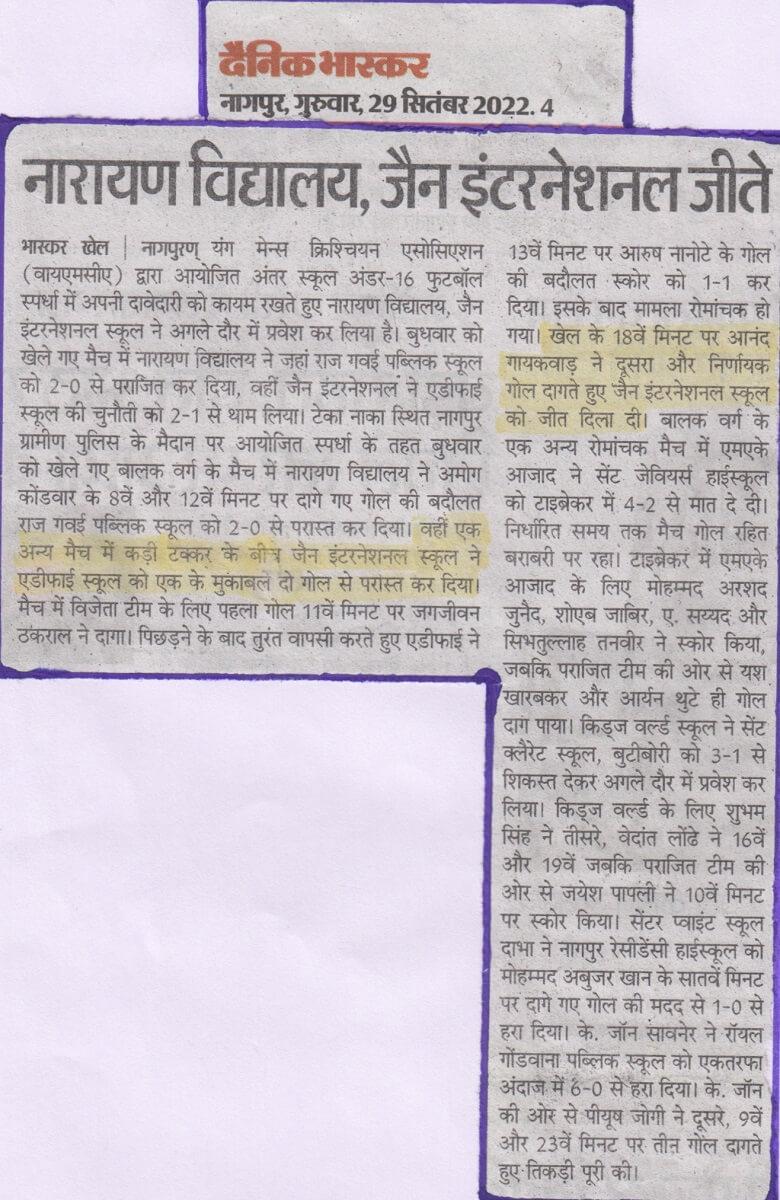 दैनिक भास्कर
नागपुर, गुरुवार, 29 सितंबर 2022. 4
नारायण विद्यालय, जैन इंटरनेशनल जीते
भास्कर खेल | नागपुरण् यंग मेन्स क्रिश्चियन एसोसिएशन
(वायएमसीए) द्वारा आयोजित अंतर स्कूल अंडर-16 फुटबॉल
स्पर्धा में अपनी दावेदारी को कायम रखते हुए नारायण विद्यालय, जैन
इंटरनेशनल स्कूल ने अगले दौर में प्रवेश कर लिया है। बुधवार को
खेले गए मैच में नारायण विद्यालय ने जहां राज गवई पब्लिक स्कूल
को 2-0 से पराजित कर दिया, वहीं जैन इंटरनेशनल ने एडीफाई
स्कूल की चुनौती को 2-1 से थाम लिया। टेका नाका स्थित नागपुर
ग्रामीण पुलिस के मैदान पर आयोजित स्पर्धा के तहत बुधवार
को खेले गए बालक वर्ग के मैच में नारायण विद्यालय ने अमोग
कोंडवार के 8वें और 12वें मिनट पर दागे गए गोल की बदौलत
राज गवई पब्लिक स्कूल को 2-0 से परास्त कर दिया। वहीं एक
अन्य मैच में कड़ी टक्कर के बीच जैन इंटरनेशनल स्कूल ने
एडीफाई स्कूल को एक के मुकाबले दो गोल से परास्त कर दिया।
मैच में विजेता टीम के लिए पहला गोल 11वें मिनट पर जगजीवन
ठकराल ने दागा। पिछड़ने के बाद तुरंत वापसी करते हुए एडीफाई ने
13वें मिनट पर आरुष नानोटे के गोल
की बदौलत स्कोर को 1-1 कर
दिया। इसके बाद मामला रोमांचक हो
गया। खेल के 18वें मिनट पर आनंद
गायकवाड़ ने दूसरा और निर्णायक
गोल दागते हुए जैन इंटरनेशनल स्कूल
को जीत दिला दी। बालक वर्ग के
एक अन्य रोमांचक मैच में एमएके
आजाद ने सेंट जेवियर्स हाईस्कूल
को टाइब्रेकर में 4-2 से मात दे दी।
निर्धारित समय तक मैच गोल रहित
बराबरी पर रहा। टाइब्रेकर में एमएके
आजाद के लिए मोहम्मद अरशद
जुनैद, शोएब जाबिर, ए. सय्यद और
सिभतुल्लाह तनवीर ने स्कोर किया,
जबकि पराजित टीम की ओर से यश
खारबकर और आर्यन थुटे ही गोल
दाग पाया। किड्ज वर्ल्ड स्कूल ने सेंट
क्लैरेट स्कूल, बुटीबोरी को 3-1 से
शिकस्त देकर अगले दौर में प्रवेश कर
लिया। किड्ज वर्ल्ड के लिए शुभम
सिंह ने तीसरे, वेदांत लोंढे ने 16वें
और 19वें जबकि पराजित टीम की
ओर से जयेश पापली ने 10वें मिनट
पर स्कोर किया। सेंटर प्वाइंट स्कूल
दाभा ने नागपुर रेसीडेंसी हाईस्कूल को
मोहम्मद अबुजर खान के सातवें मिनट
पर दागे गए गोल की मदद से 1-0 से
हरा दिया। के. जॉन सावनेर ने रॉयल
गोंडवाना पब्लिक स्कूल को एकतरफा
अंदाज में 6-0 से हरा दिया। के. जॉन
की ओर से पीयूष जोगी ने दूसरे, 9वें
और 23वें मिनट पर तीन गोल दागते
हुए तिकड़ी पूरी की।